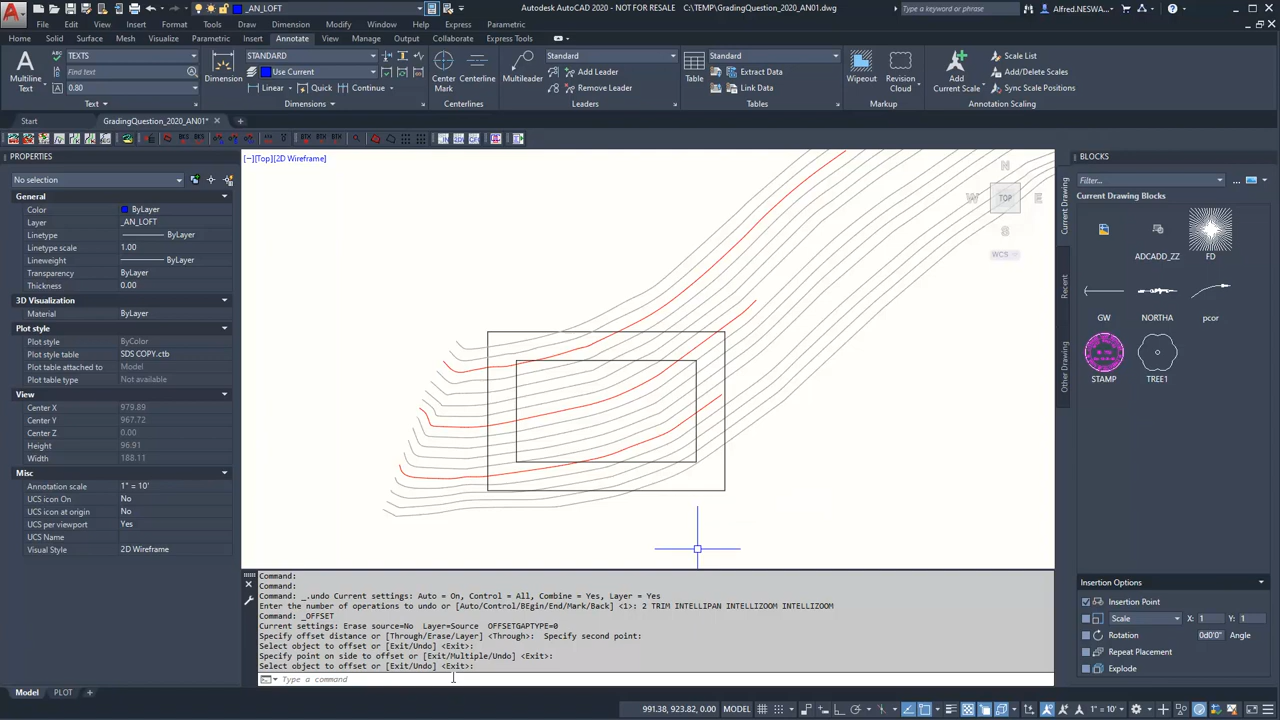 _AN_LOFT
Share
Autodesk AutoCAD 2020 - NOT FOR RESALE C:\TEMP\GradingQuestion_2020_AN01.dwg
Type a keyword or phrase
Alfred.NESWA...
File Edit View Insert Format Tools Draw Dimension Modify Window Help Express Parametric
Home Solid Surface Mesh Visualize Parametric Insert Annotate View Manage Output Collaborate Express Tools
A
Multiline Text
TEXTS
Find text
0.80
Text
Dimension
STANDARD
Use Current
Linear Quick Continue
Dimensions
Center Mark
Centerline
Centerlines
Multileader
Standard
Add Leader
Remove Leader
Leaders
Table
Standard
Extract Data
Link Data
Tables
Wipeout
Revision Cloud
Markup
Add Current Scale
Scale List
Add/Delete Scales
Sync Scale Positions
Annotation Scaling
Start GradingQuestion_2020_AN01*
PROPERTIES
No selection
General
Color ByLayer
Layer _AN_LOFT
Linetype ByLayer
Linetype scale 1.00
Lineweight ByLayer
Transparency ByLayer
Thickness 0.00
3D Visualization
Material ByLayer
Plot style
Plot style ByColor
Plot style table SDS COPY.ctb
Plot table attached to Model
Plot table type Not available
View
Center X 979.89
Center Y 967.72
Center Z 0.00
Height 96.91
Width 188.11
Misc
Annotation scale 1" = 10'
UCS icon On No
UCS icon at origin No
UCS per viewport Yes
UCS Name
Visual Style 2D Wireframe
[−][Top][2D Wireframe]
N
W TOP E
S
WCS
Command:
Command:
Command: _.undo Current settings: Auto = On, Control = All, Combine = Yes, Layer = Yes
Enter the number of operations to undo or [Auto/Control/BEgin/End/Mark/Back] <1>: 2 TRIM INTELLIPAN INTELLIZOOM INTELLIZOOM
Command: _OFFSET
Current settings: Erase source=No Layer=Source OFFSETGAPTYPE=0
Specify offset distance or [Through/Erase/Layer] <Through>: Specify second point:
Select object to offset or [Exit/Undo] <Exit>:
Specify point on side to offset or [Exit/Multiple/Undo] <Exit>:
Select object to offset or [Exit/Undo] <Exit>:
Type a command
BLOCKS
Filter...
Current Drawing Blocks
Current Drawing
Recent
Other Drawing
ADCADD_ZZ
FD
GW
NORTHA
pcor
STAMP
TREE1
Insertion Options
Insertion Point
Scale X: 1 Y: 1
Rotation 0d0'0" Angle
Repeat Placement
Explode
Model PLOT
991.38, 923.82, 0.00 MODEL 1" = 10'